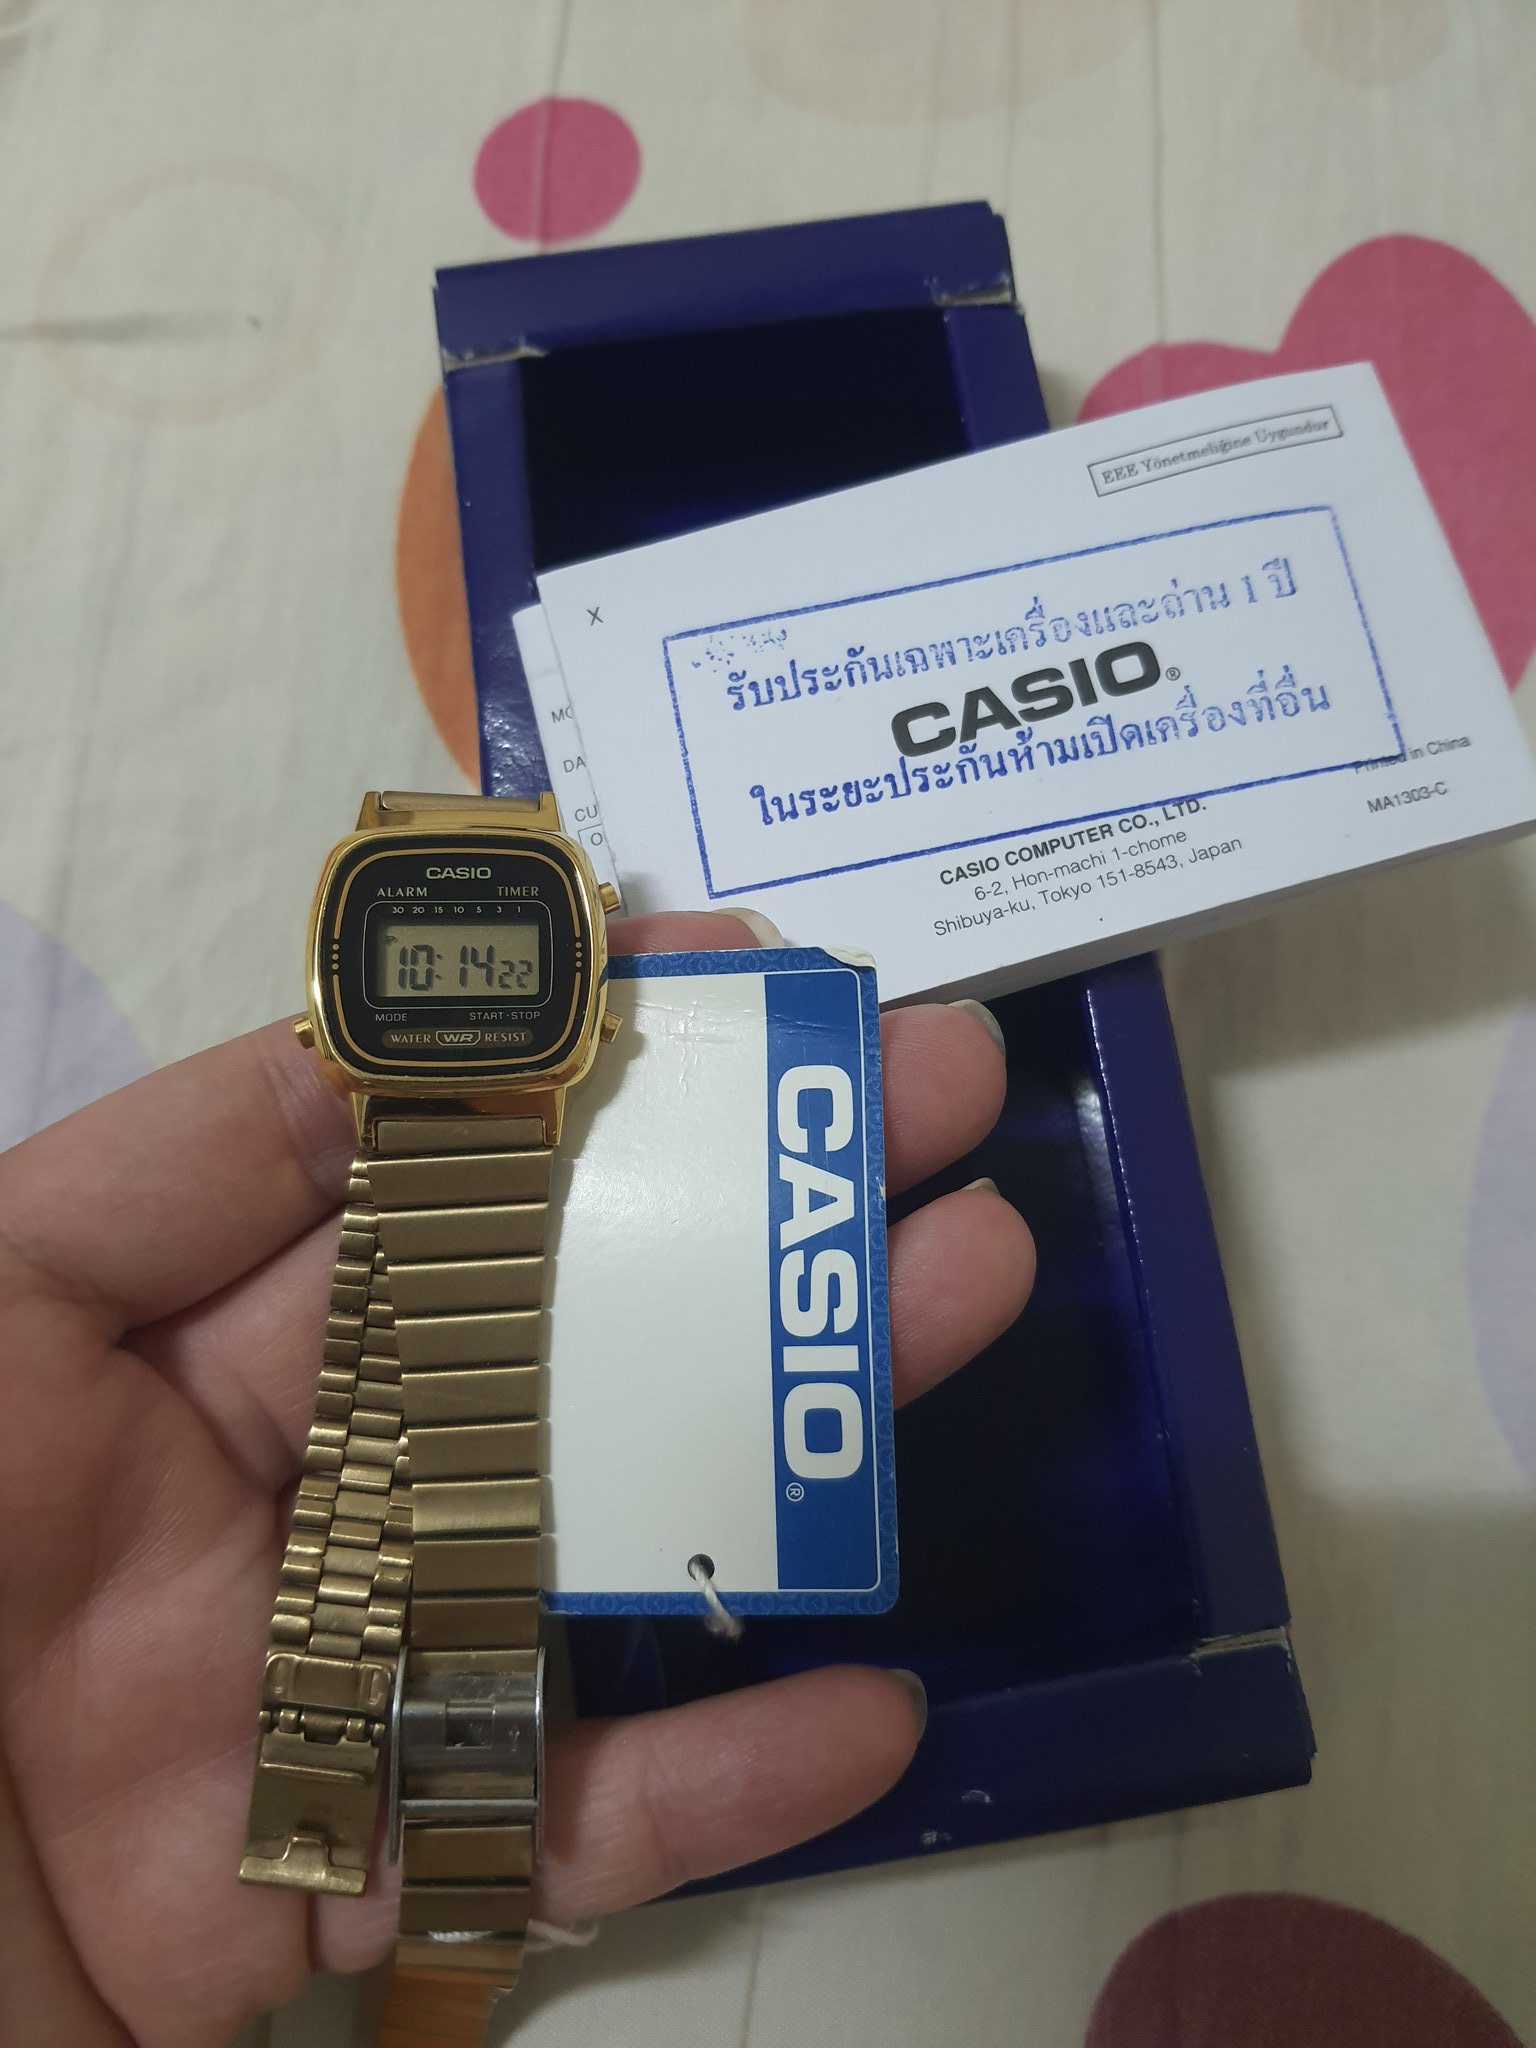 EEE Yönetmeliğine Uygundur
X
รับประกันเฉพาะเครื่องและถ่าน 1 ปี
CASIO®
ในระยะประกันห้ามเปิดเครื่องที่อื่น
Printed in China
MA1303-C
CASIO COMPUTER CO., LTD.
6-2, Hon-machi 1-chome
Shibuya-ku, Tokyo 151-8543, Japan
MO
DA
CU
O
CASIO
ALARM TIMER
30 20 15 10 5 3 1
10:14 22
MODE START·STOP
WATER WR RESIST
CASIO®